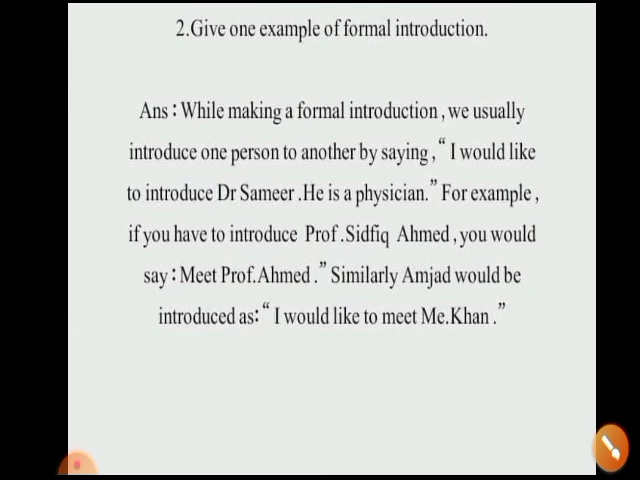 2.Give one example of formal introduction.
Ans : While making a formal introduction , we usually
introduce one person to another by saying ,“ I would like
to introduce Dr Sameer .He is a physician.” For example ,
if you have to introduce Prof .Sidfiq Ahmed , you would
say : Meet Prof.Ahmed .” Similarly Amjad would be
introduced as:“ I would like to meet Me.Khan .”